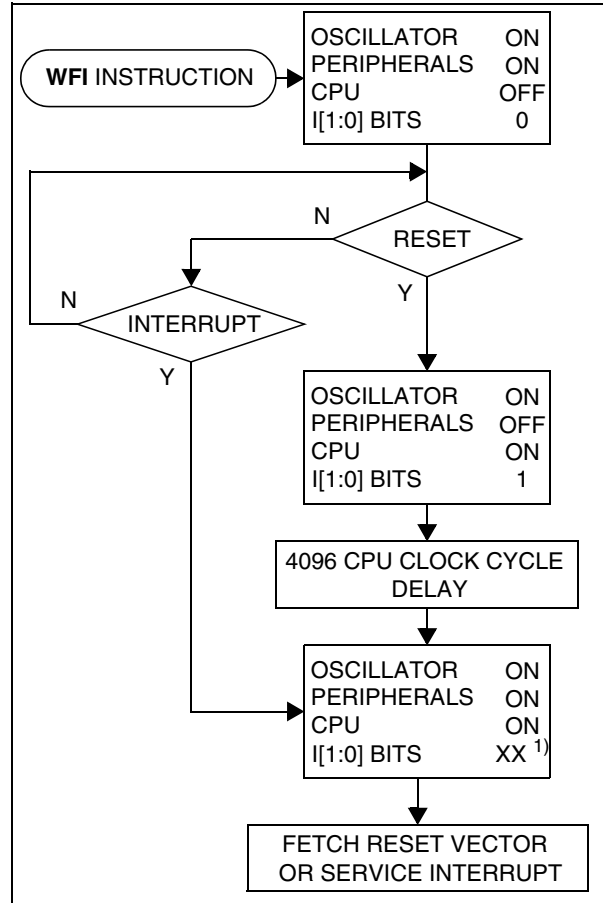 WFI INSTRUCTION
OSCILLATOR ON
PERIPHERALS ON
CPU OFF
I[1:0] BITS 0
N
RESET
Y
N
INTERRUPT
Y
OSCILLATOR ON
PERIPHERALS OFF
CPU ON
I[1:0] BITS 1
4096 CPU CLOCK CYCLE
DELAY
OSCILLATOR ON
PERIPHERALS ON
CPU ON
I[1:0] BITS XX 1)
FETCH RESET VECTOR
OR SERVICE INTERRUPT